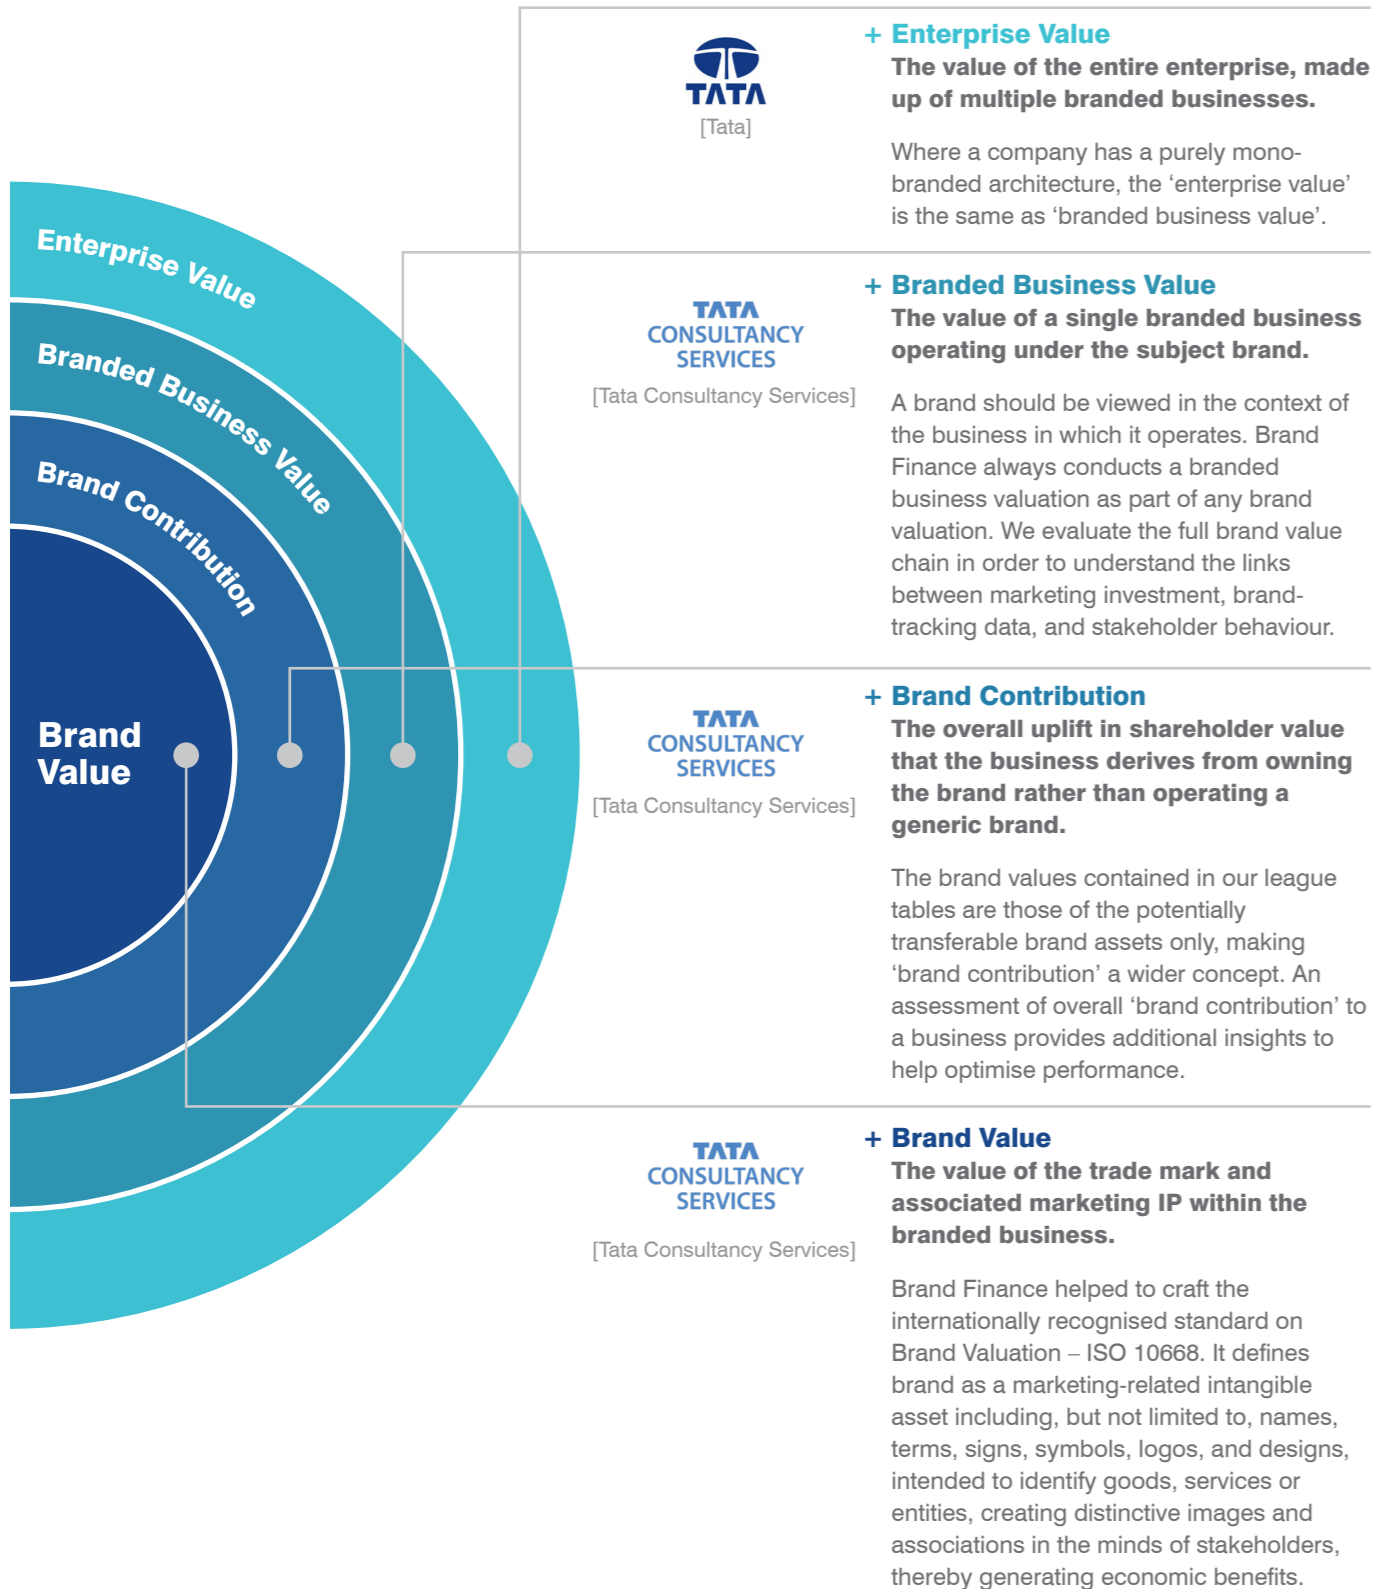 Enterprise Value
Branded Business Value
Brand Contribution
Brand
Value
TATA
[Tata]
+ Enterprise Value
The value of the entire enterprise, made
up of multiple branded businesses.
Where a company has a purely mono-
branded architecture, the ‘enterprise value’
is the same as ‘branded business value’.
TATA
CONSULTANCY
SERVICES
[Tata Consultancy Services]
+ Branded Business Value
The value of a single branded business
operating under the subject brand.
A brand should be viewed in the context of
the business in which it operates. Brand
Finance always conducts a branded
business valuation as part of any brand
valuation. We evaluate the full brand value
chain in order to understand the links
between marketing investment, brand-
tracking data, and stakeholder behaviour.
TATA
CONSULTANCY
SERVICES
[Tata Consultancy Services]
+ Brand Contribution
The overall uplift in shareholder value
that the business derives from owning
the brand rather than operating a
generic brand.
The brand values contained in our league
tables are those of the potentially
transferable brand assets only, making
‘brand contribution’ a wider concept. An
assessment of overall ‘brand contribution’ to
a business provides additional insights to
help optimise performance.
TATA
CONSULTANCY
SERVICES
[Tata Consultancy Services]
+ Brand Value
The value of the trade mark and
associated marketing IP within the
branded business.
Brand Finance helped to craft the
internationally recognised standard on
Brand Valuation – ISO 10668. It defines
brand as a marketing-related intangible
asset including, but not limited to, names,
terms, signs, symbols, logos, and designs,
intended to identify goods, services or
entities, creating distinctive images and
associations in the minds of stakeholders,
thereby generating economic benefits.